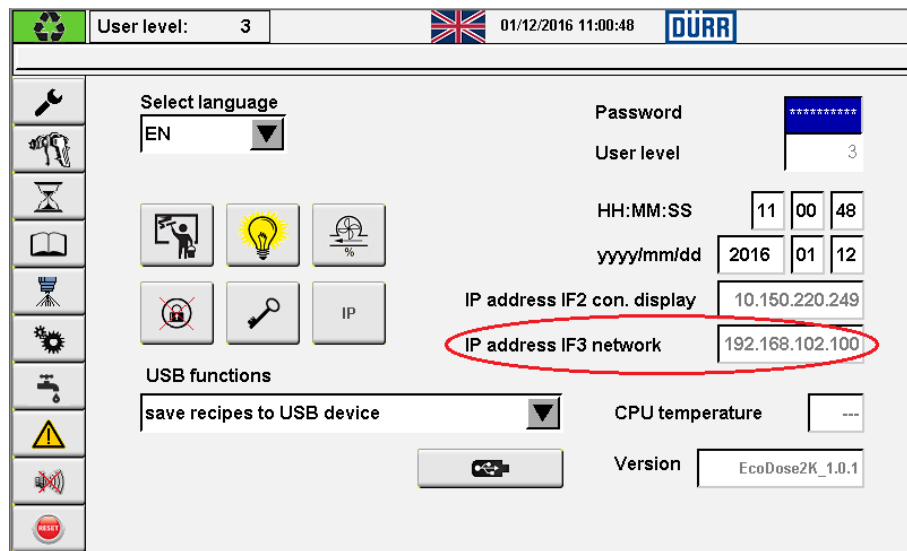 User level: 3
01/12/2016 11:00:48
DÜRR
Select language
EN
Password
**********
User level
3
HH:MM:SS
11 00 48
yyyy/mm/dd
2016 01 12
%
IP
IP address IF2 con. display
10.150.220.249
IP address IF3 network
192.168.102.100
USB functions
save recipes to USB device
CPU temperature
---
Version
EcoDose2K_1.0.1
RESET